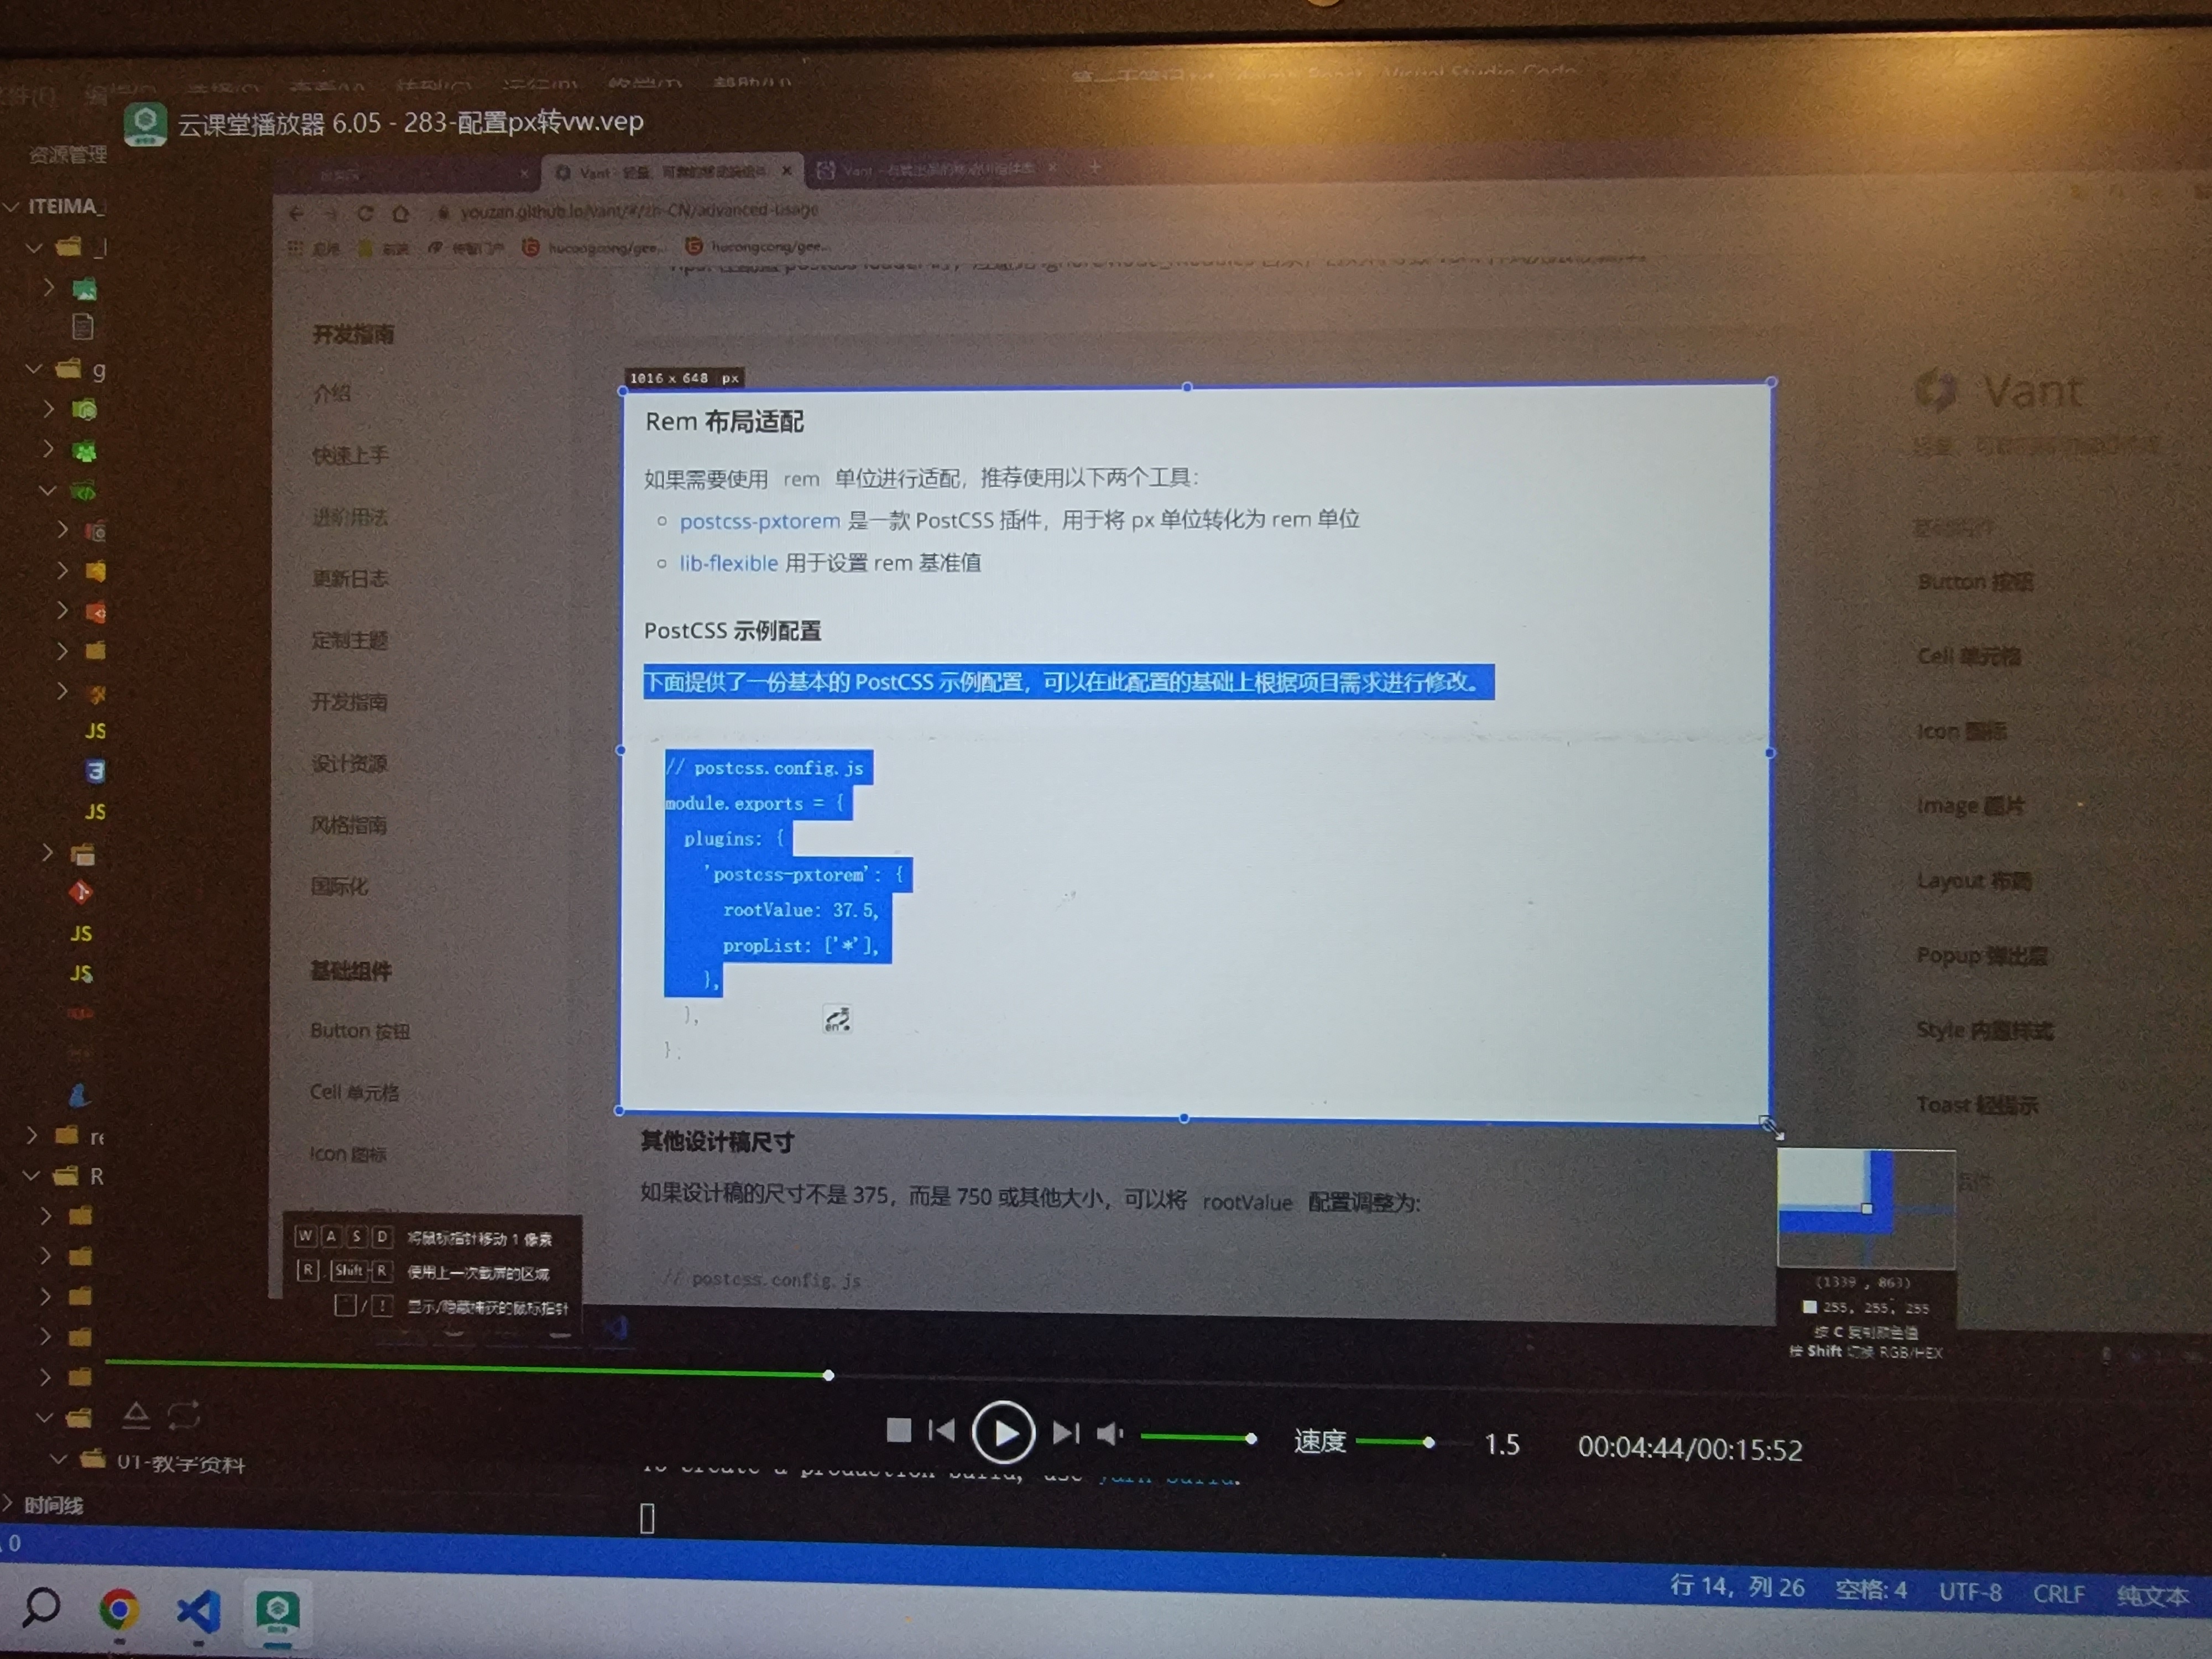 云课堂播放器 6.05 - 283-配置px转vw.vep
资源管理
ITEIMA_
youzan.github.io/vant/#/zh-CN/advanced-usage
hucongcong/gee...
hucongcong/gee...
开发指南
介绍
快速上手
进阶用法
更新日志
定制主题
开发指南
设计资源
风格指南
国际化
基础组件
Button 按钮
Cell 单元格
Icon 图标
1016 x 648 px
Rem 布局适配
如果需要使用 rem 单位进行适配，推荐使用以下两个工具：
postcss-pxtorem 是一款 PostCSS 插件，用于将 px 单位转化为 rem 单位
lib-flexible 用于设置 rem 基准值
PostCSS 示例配置
下面提供了一份基本的 PostCSS 示例配置，可以在此配置的基础上根据项目需求进行修改。
// postcss.config.js
module.exports = {
plugins: {
'postcss-pxtorem': {
rootValue: 37.5,
propList: ['*'],
},
},
};
其他设计稿尺寸
如果设计稿的尺寸不是 375，而是 750 或其他大小，可以将 rootValue 配置调整为:
// postcss.config.js
Vant
Button 按钮
Cell 单元格
Icon 图标
Image 图片
Layout 布局
Popup 弹出层
Style 内置样式
Toast 轻提示
W A S D 将鼠标指针移动 1 像素
R Shift R 使用上一次截屏的区域
显示/隐藏捕获的鼠标指针
(1339 , 863)
255, 255, 255
按 C 复制颜色值
按 Shift 切换 RGB/HEX
速度
1.5
00:04:44/00:15:52
01-教学资料
To create a production build, use yarn build.
时间线
0
行 14，列 26
空格: 4
UTF-8
CRLF
纯文本